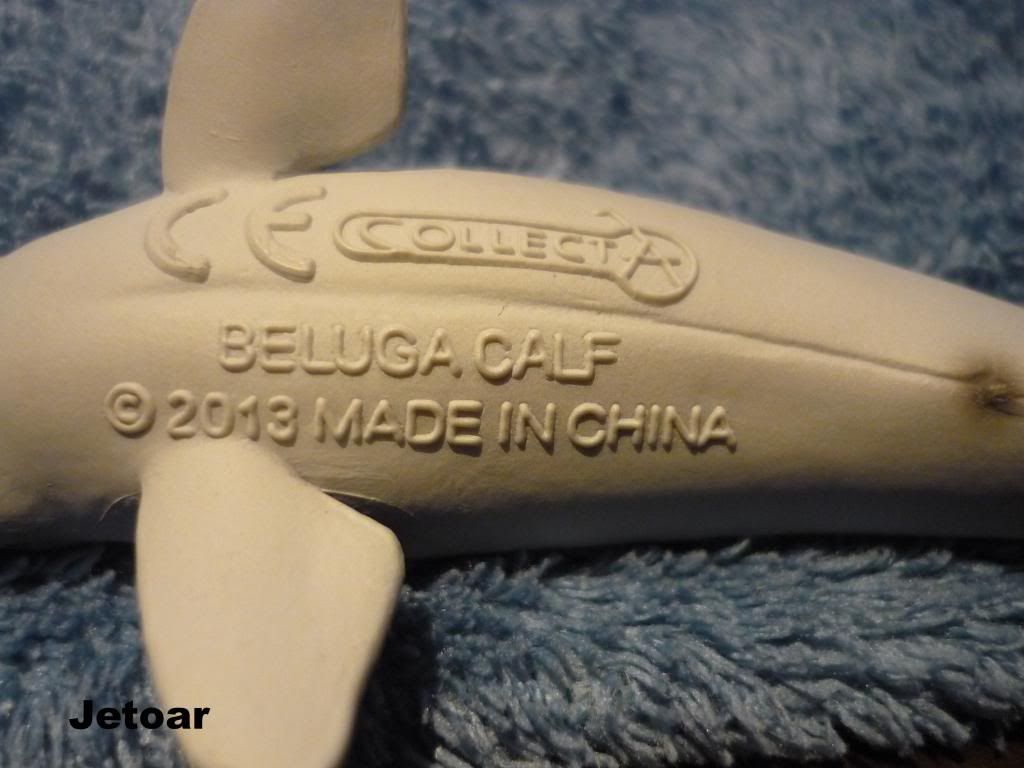 CE COLLECTA
BELUGA CALF
© 2013 MADE IN CHINA
Jetoar